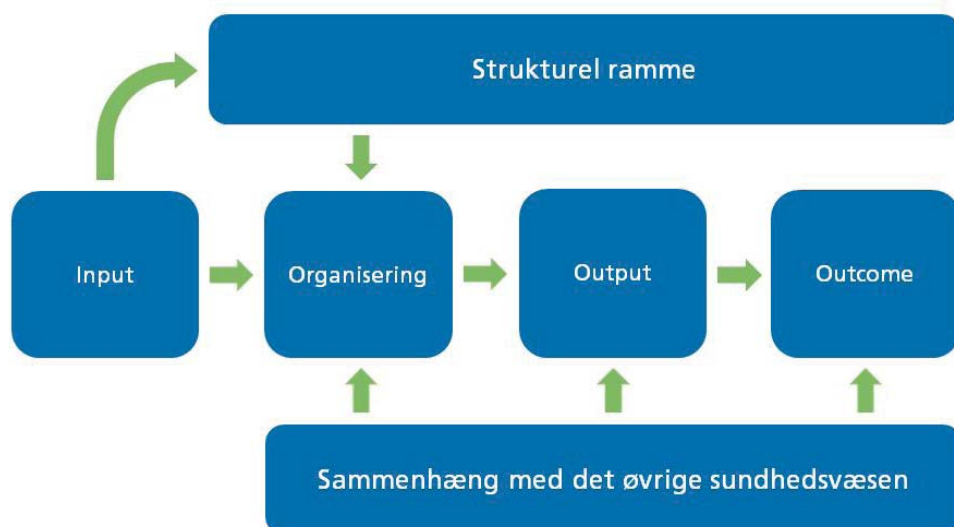 Strukturel ramme
Input
Organisering
Output
Outcome
Sammenhæng med det øvrige sundhedsvæsen